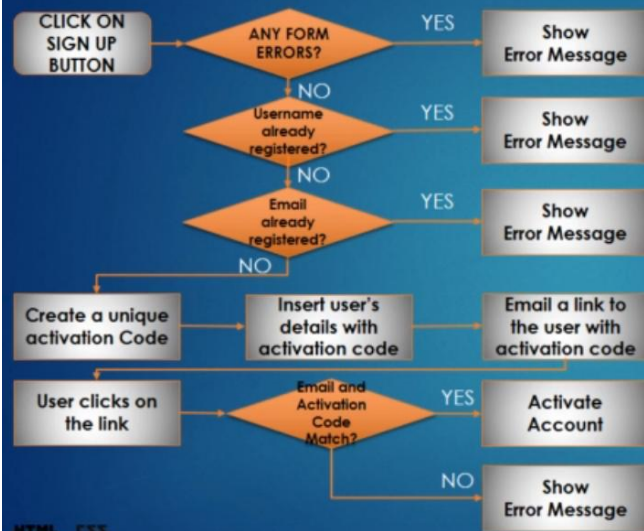 CLICK ON
SIGN UP
BUTTON
ANY FORM
ERRORS?
YES
Show
Error Message
NO
Username
already
registered?
YES
Show
Error Message
NO
Email
already
registered?
YES
Show
Error Message
NO
Create a unique
activation Code
Insert user's
details with
activation code
Email a link to
the user with
activation code
User clicks on
the link
Email and
Activation
Code
Match?
YES
Activate
Account
NO
Show
Error Message